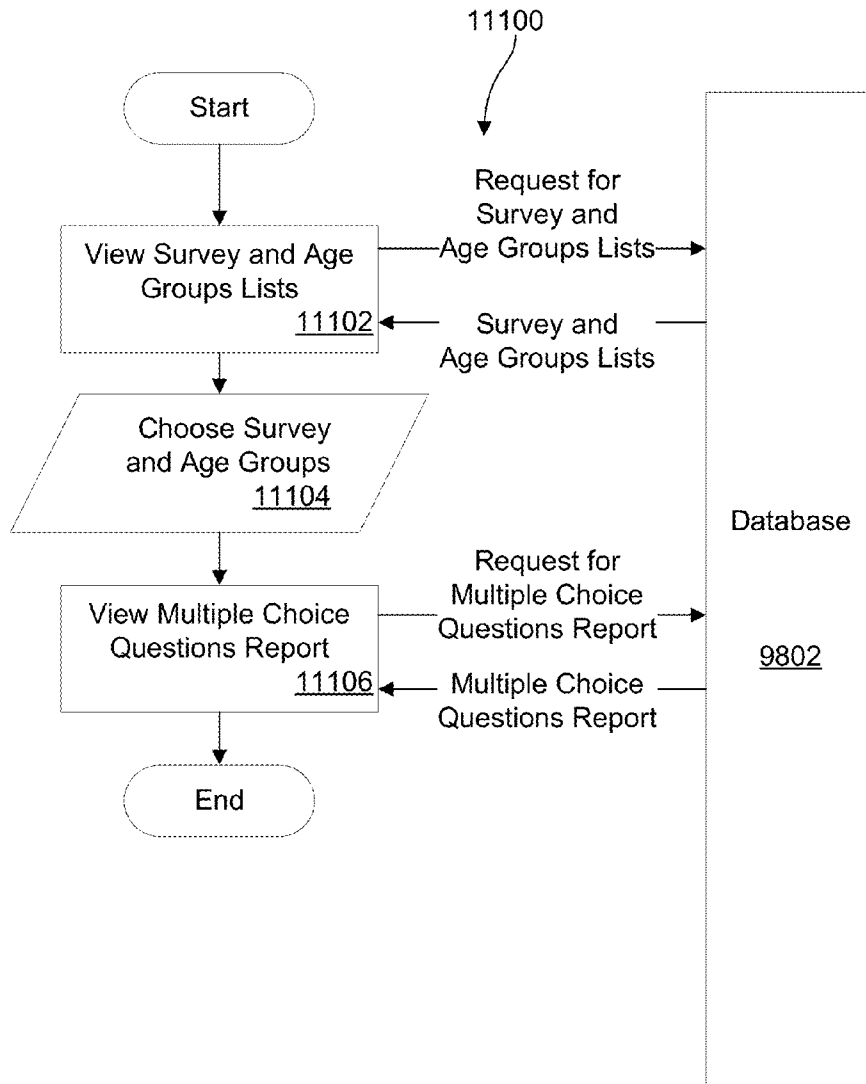 11100
Start
Request for
Survey and
Age Groups Lists
View Survey and Age
Groups Lists
11102
Survey and
Age Groups Lists
Choose Survey
and Age Groups
11104
Database
9802
Request for
Multiple Choice
Questions Report
View Multiple Choice
Questions Report
11106
Multiple Choice
Questions Report
End